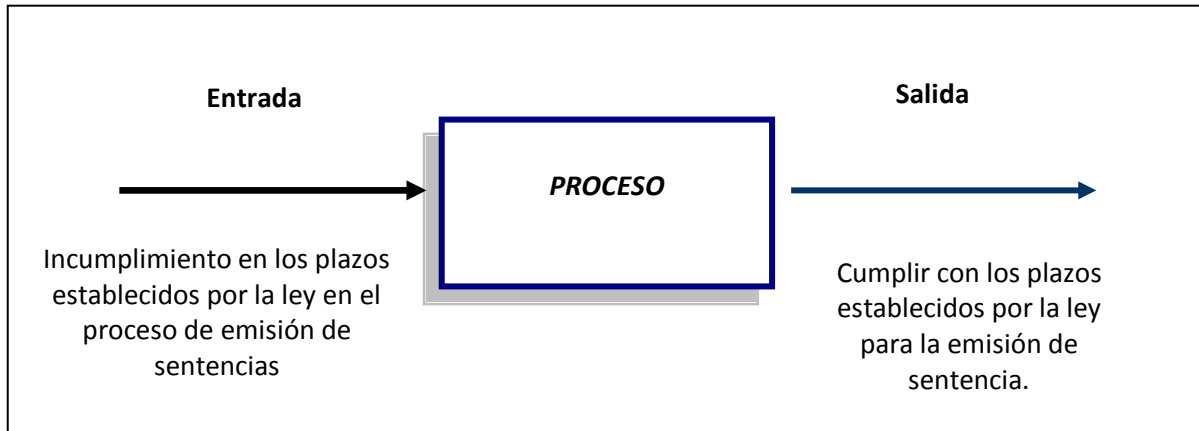 Entrada
Salida
PROCESO
Incumplimiento en los plazos
establecidos por la ley en el
proceso de emisión de
sentencias
Cumplir con los plazos
establecidos por la ley
para la emisión de
sentencia.